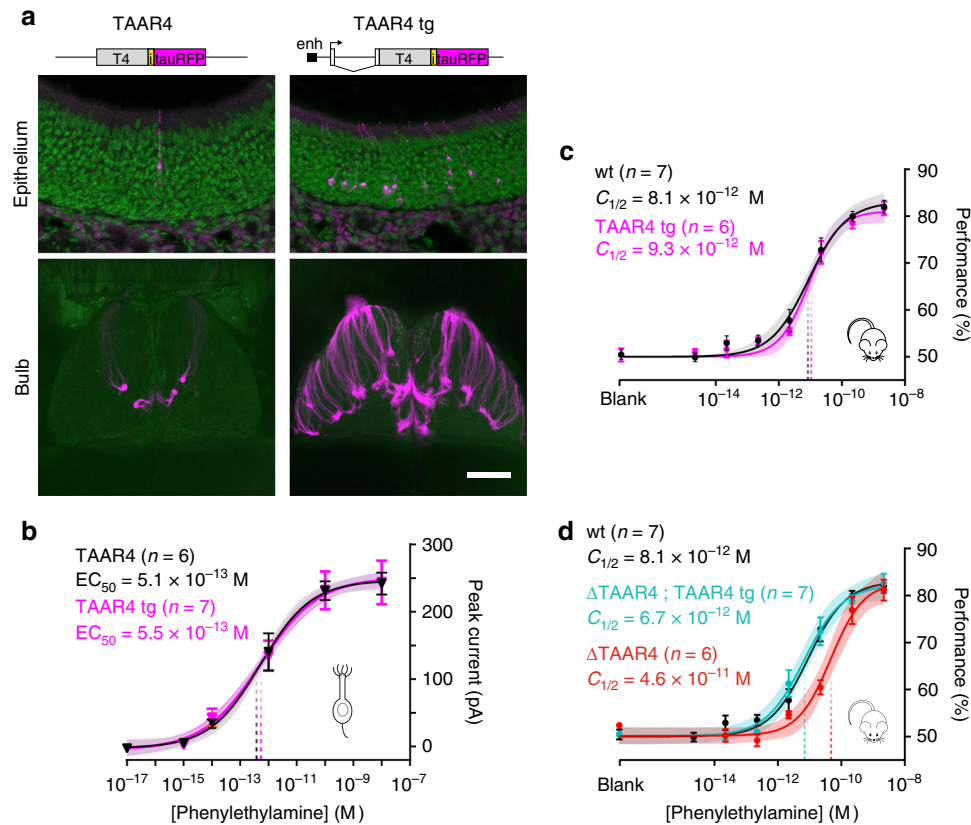 a
TAAR4
TAAR4 tg
T4
i
tauRFP
enh
T4
i
tauRFP
Epithelium
Bulb
b
TAAR4 (n = 6)
EC50 = 5.1 × 10⁻¹³ M
TAAR4 tg (n = 7)
EC50 = 5.5 × 10⁻¹³ M
300
200
100
0
Peak current (pA)
10⁻¹⁷
10⁻¹⁵
10⁻¹³
10⁻¹¹
10⁻⁹
10⁻⁷
[Phenylethylamine] (M)
c
wt (n = 7)
C1/2 = 8.1 × 10⁻¹² M
TAAR4 tg (n = 6)
C1/2 = 9.3 × 10⁻¹² M
90
80
70
60
50
Perfomance (%)
Blank
10⁻¹⁴
10⁻¹²
10⁻¹⁰
10⁻⁸
d
wt (n = 7)
C1/2 = 8.1 × 10⁻¹² M
ΔTAAR4 ; TAAR4 tg (n = 7)
C1/2 = 6.7 × 10⁻¹² M
ΔTAAR4 (n = 6)
C1/2 = 4.6 × 10⁻¹¹ M
90
80
70
60
50
Perfomance (%)
Blank
10⁻¹⁴
10⁻¹²
10⁻¹⁰
10⁻⁸
[Phenylethylamine] (M)